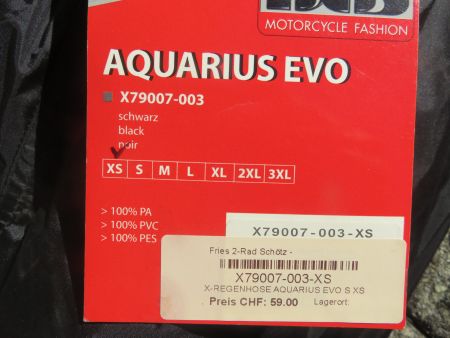 MOTORCYCLE FASHION
AQUARIUS EVO
X79007-003
schwarz
black
noir
XS S M L XL 2XL 3XL
> 100% PA
> 100% PVC
> 100% PES
X79007-003-XS
Fries 2-Rad Schötz -
X79007-003-XS
X-REGENHOSE AQUARIUS EVO S XS
Preis CHF: 59.00 Lagerort: